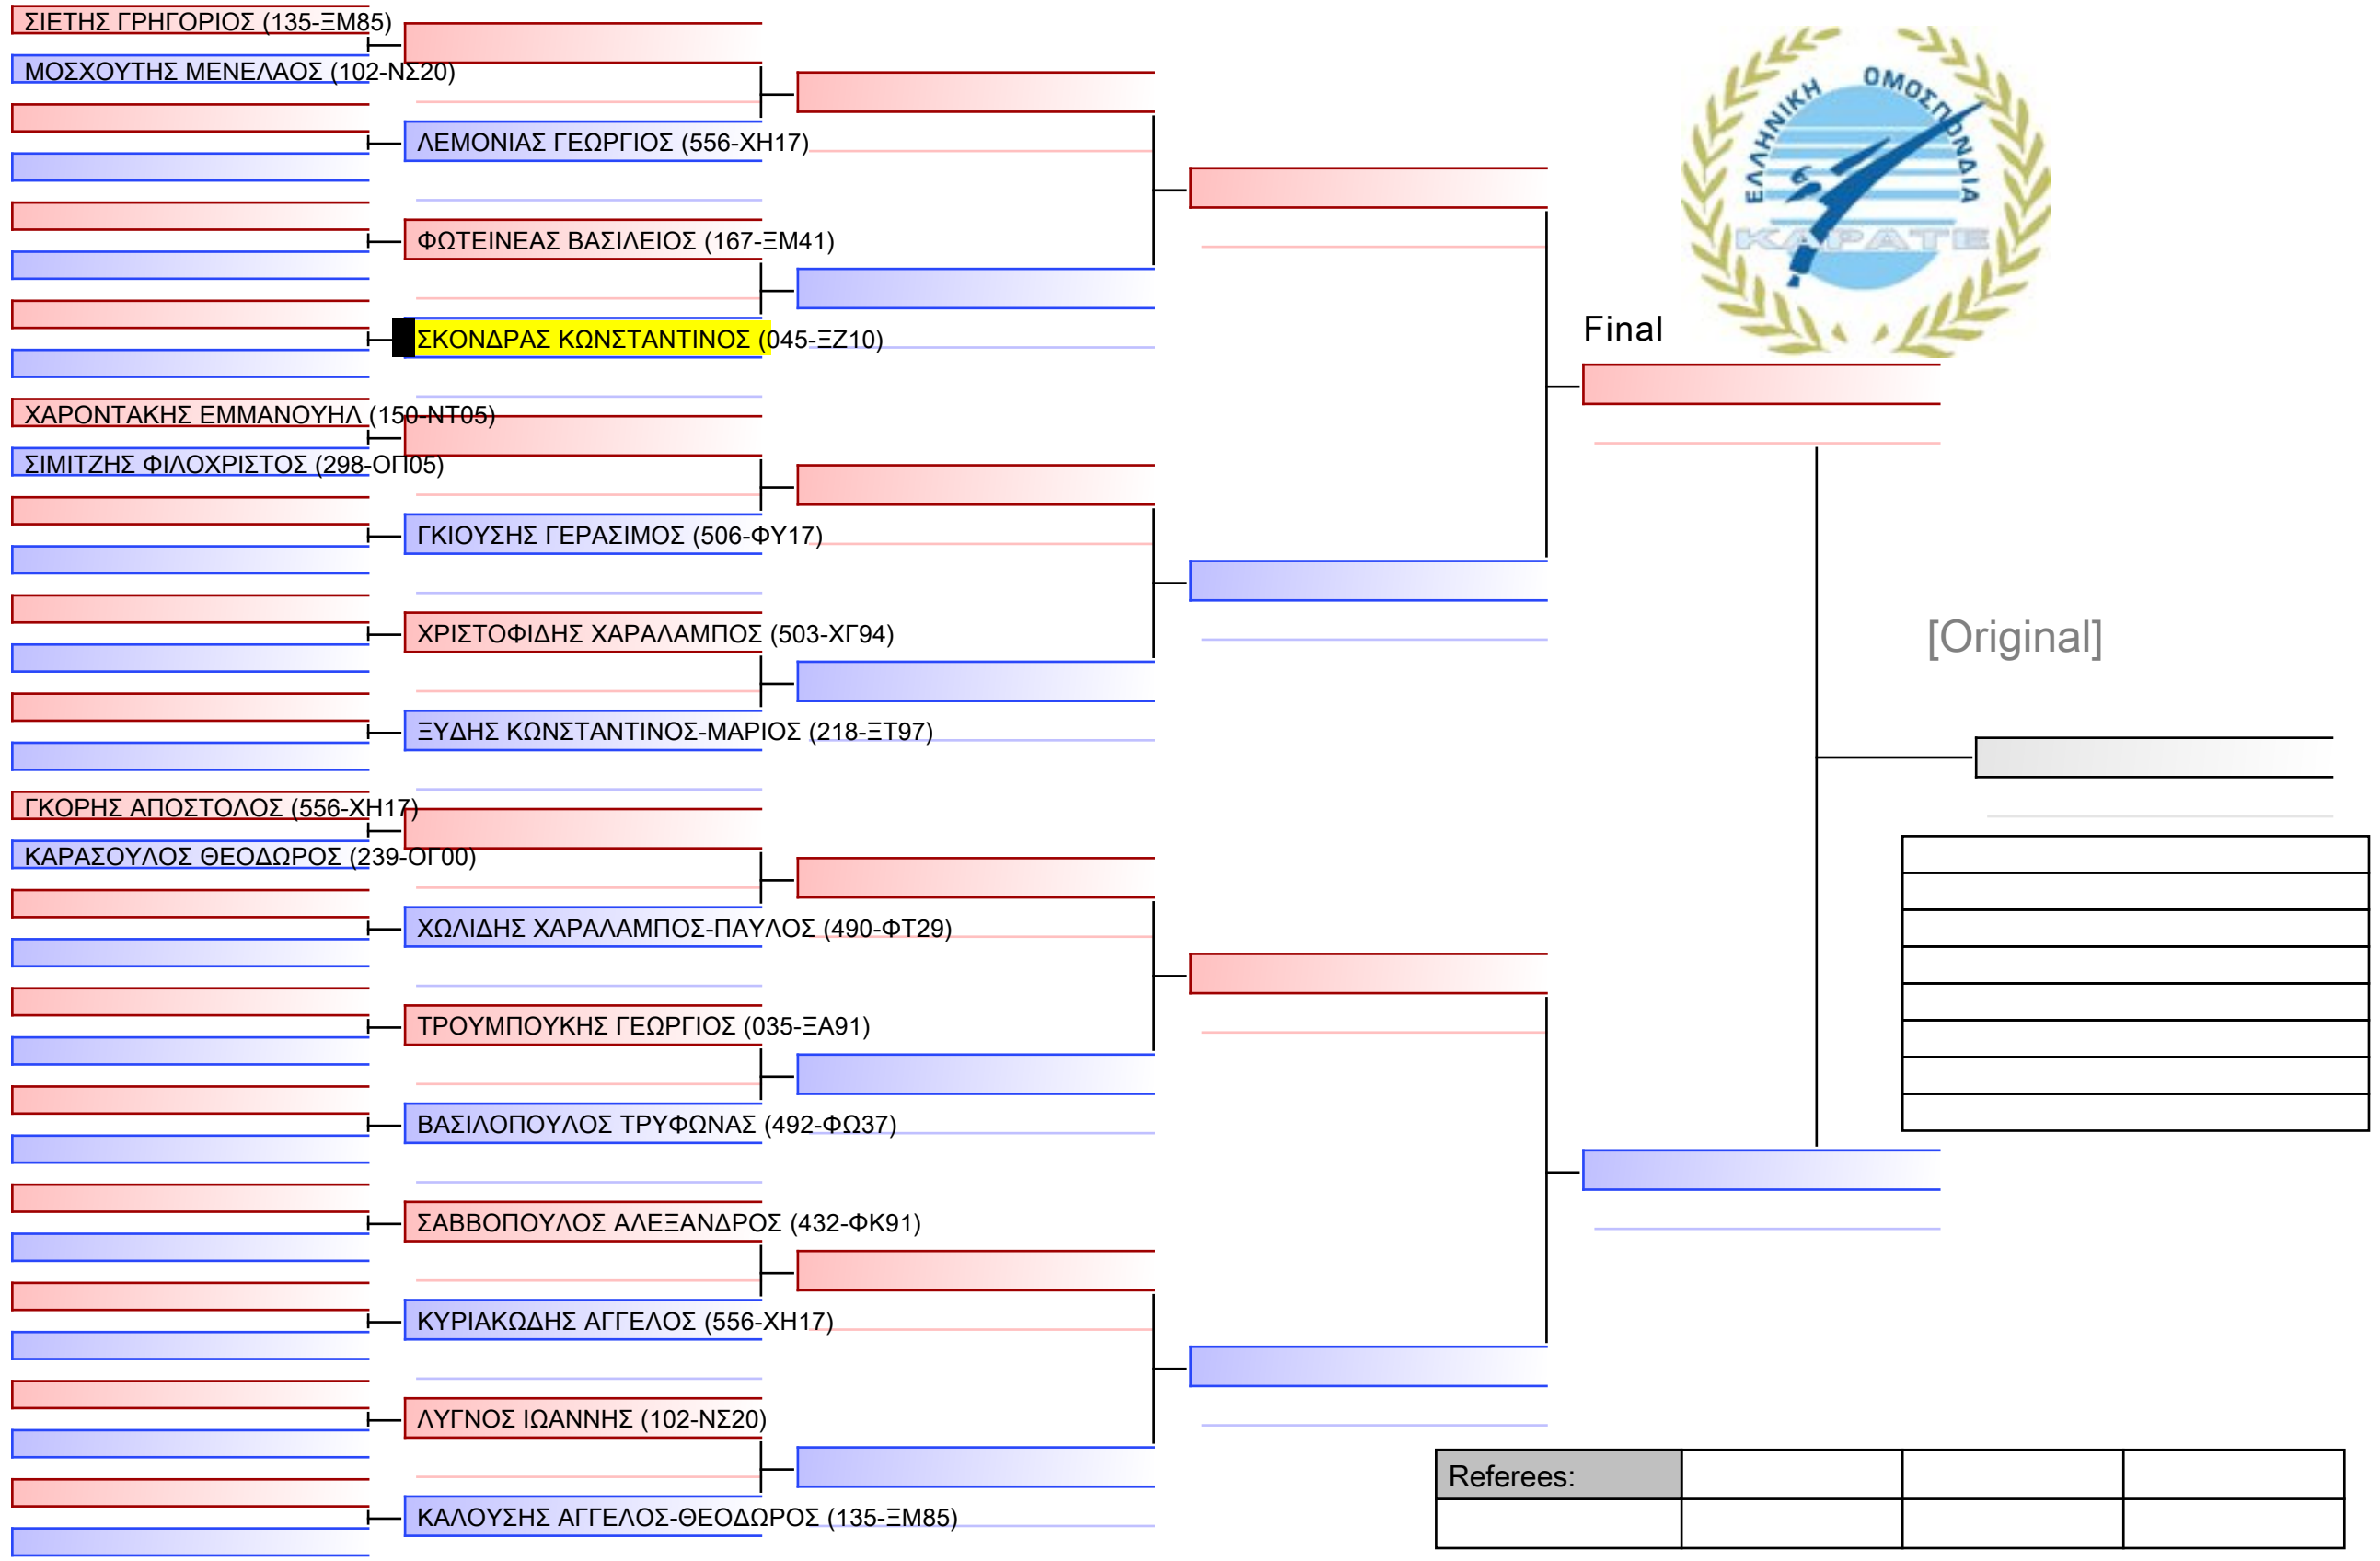 ΣΙΕΤΗΣ ΓΡΗΓΟΡΙΟΣ (135-ΞΜ85)
ΜΟΣΧΟΥΤΗΣ ΜΕΝΕΛΑΟΣ (102-ΝΣ20)
ΛΕΜΟΝΙΑΣ ΓΕΩΡΓΙΟΣ (556-ΧΗ17)
ΦΩΤΕΙΝΕΑΣ ΒΑΣΙΛΕΙΟΣ (167-ΞΜ41)
ΣΚΟΝΔΡΑΣ ΚΩΝΣΤΑΝΤΙΝΟΣ (045-ΞΖ10)
ΧΑΡΟΝΤΑΚΗΣ ΕΜΜΑΝΟΥΗΛ (150-ΝΤ05)
ΣΙΜΙΤΖΗΣ ΦΙΛΟΧΡΙΣΤΟΣ (298-ΟΠ05)
ΓΚΙΟΥΣΗΣ ΓΕΡΑΣΙΜΟΣ (506-ΦΥ17)
ΧΡΙΣΤΟΦΙΔΗΣ ΧΑΡΑΛΑΜΠΟΣ (503-ΧΓ94)
ΞΥΔΗΣ ΚΩΝΣΤΑΝΤΙΝΟΣ-ΜΑΡΙΟΣ (218-ΞΤ97)
ΓΚΟΡΗΣ ΑΠΟΣΤΟΛΟΣ (556-ΧΗ17)
ΚΑΡΑΣΟΥΛΟΣ ΘΕΟΔΩΡΟΣ (239-ΟΓ00)
ΧΩΛΙΔΗΣ ΧΑΡΑΛΑΜΠΟΣ-ΠΑΥΛΟΣ (490-ΦΤ29)
ΤΡΟΥΜΠΟΥΚΗΣ ΓΕΩΡΓΙΟΣ (035-ΞΑ91)
ΒΑΣΙΛΟΠΟΥΛΟΣ ΤΡΥΦΩΝΑΣ (492-ΦΩ37)
ΣΑΒΒΟΠΟΥΛΟΣ ΑΛΕΞΑΝΔΡΟΣ (432-ΦΚ91)
ΚΥΡΙΑΚΩΔΗΣ ΑΓΓΕΛΟΣ (556-ΧΗ17)
ΛΥΓΝΟΣ ΙΩΑΝΝΗΣ (102-ΝΣ20)
ΚΑΛΟΥΣΗΣ ΑΓΓΕΛΟΣ-ΘΕΟΔΩΡΟΣ (135-ΞΜ85)
ΕΛΛΗΝΙΚΗ ΟΜΟΣΠΟΝΔΙΑ
ΚΑΡΑΤΕ
Final
[Original]
Referees: